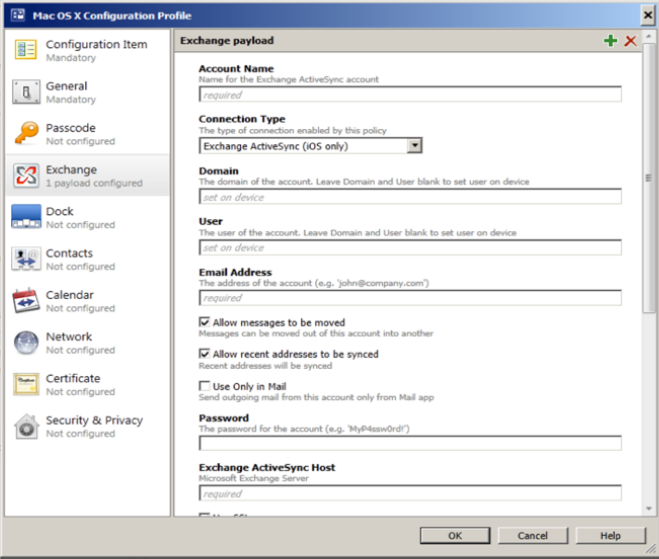 Mac OS X Configuration Profile
Configuration Item
Mandatory
General
Mandatory
Passcode
Not configured
Exchange
1 payload configured
Dock
Not configured
Contacts
Not configured
Calendar
Not configured
Network
Not configured
Certificate
Not configured
Security & Privacy
Not configured
Exchange payload
Account Name
Name for the Exchange ActiveSync account
required
Connection Type
The type of connection enabled by this policy
Exchange ActiveSync (iOS only)
Domain
The domain of the account. Leave Domain and User blank to set user on device
set on device
User
The user of the account. Leave Domain and User blank to set user on device
set on device
Email Address
The address of the account (e.g. 'john@company.com')
required
Allow messages to be moved
Messages can be moved out of this account into another
Allow recent addresses to be synced
Recent addresses will be synced
Use Only in Mail
Send outgoing mail from this account only from Mail app
Password
The password for the account (e.g. 'MyP4ssw0rd!')
Exchange ActiveSync Host
Microsoft Exchange Server
required
OK
Cancel
Help